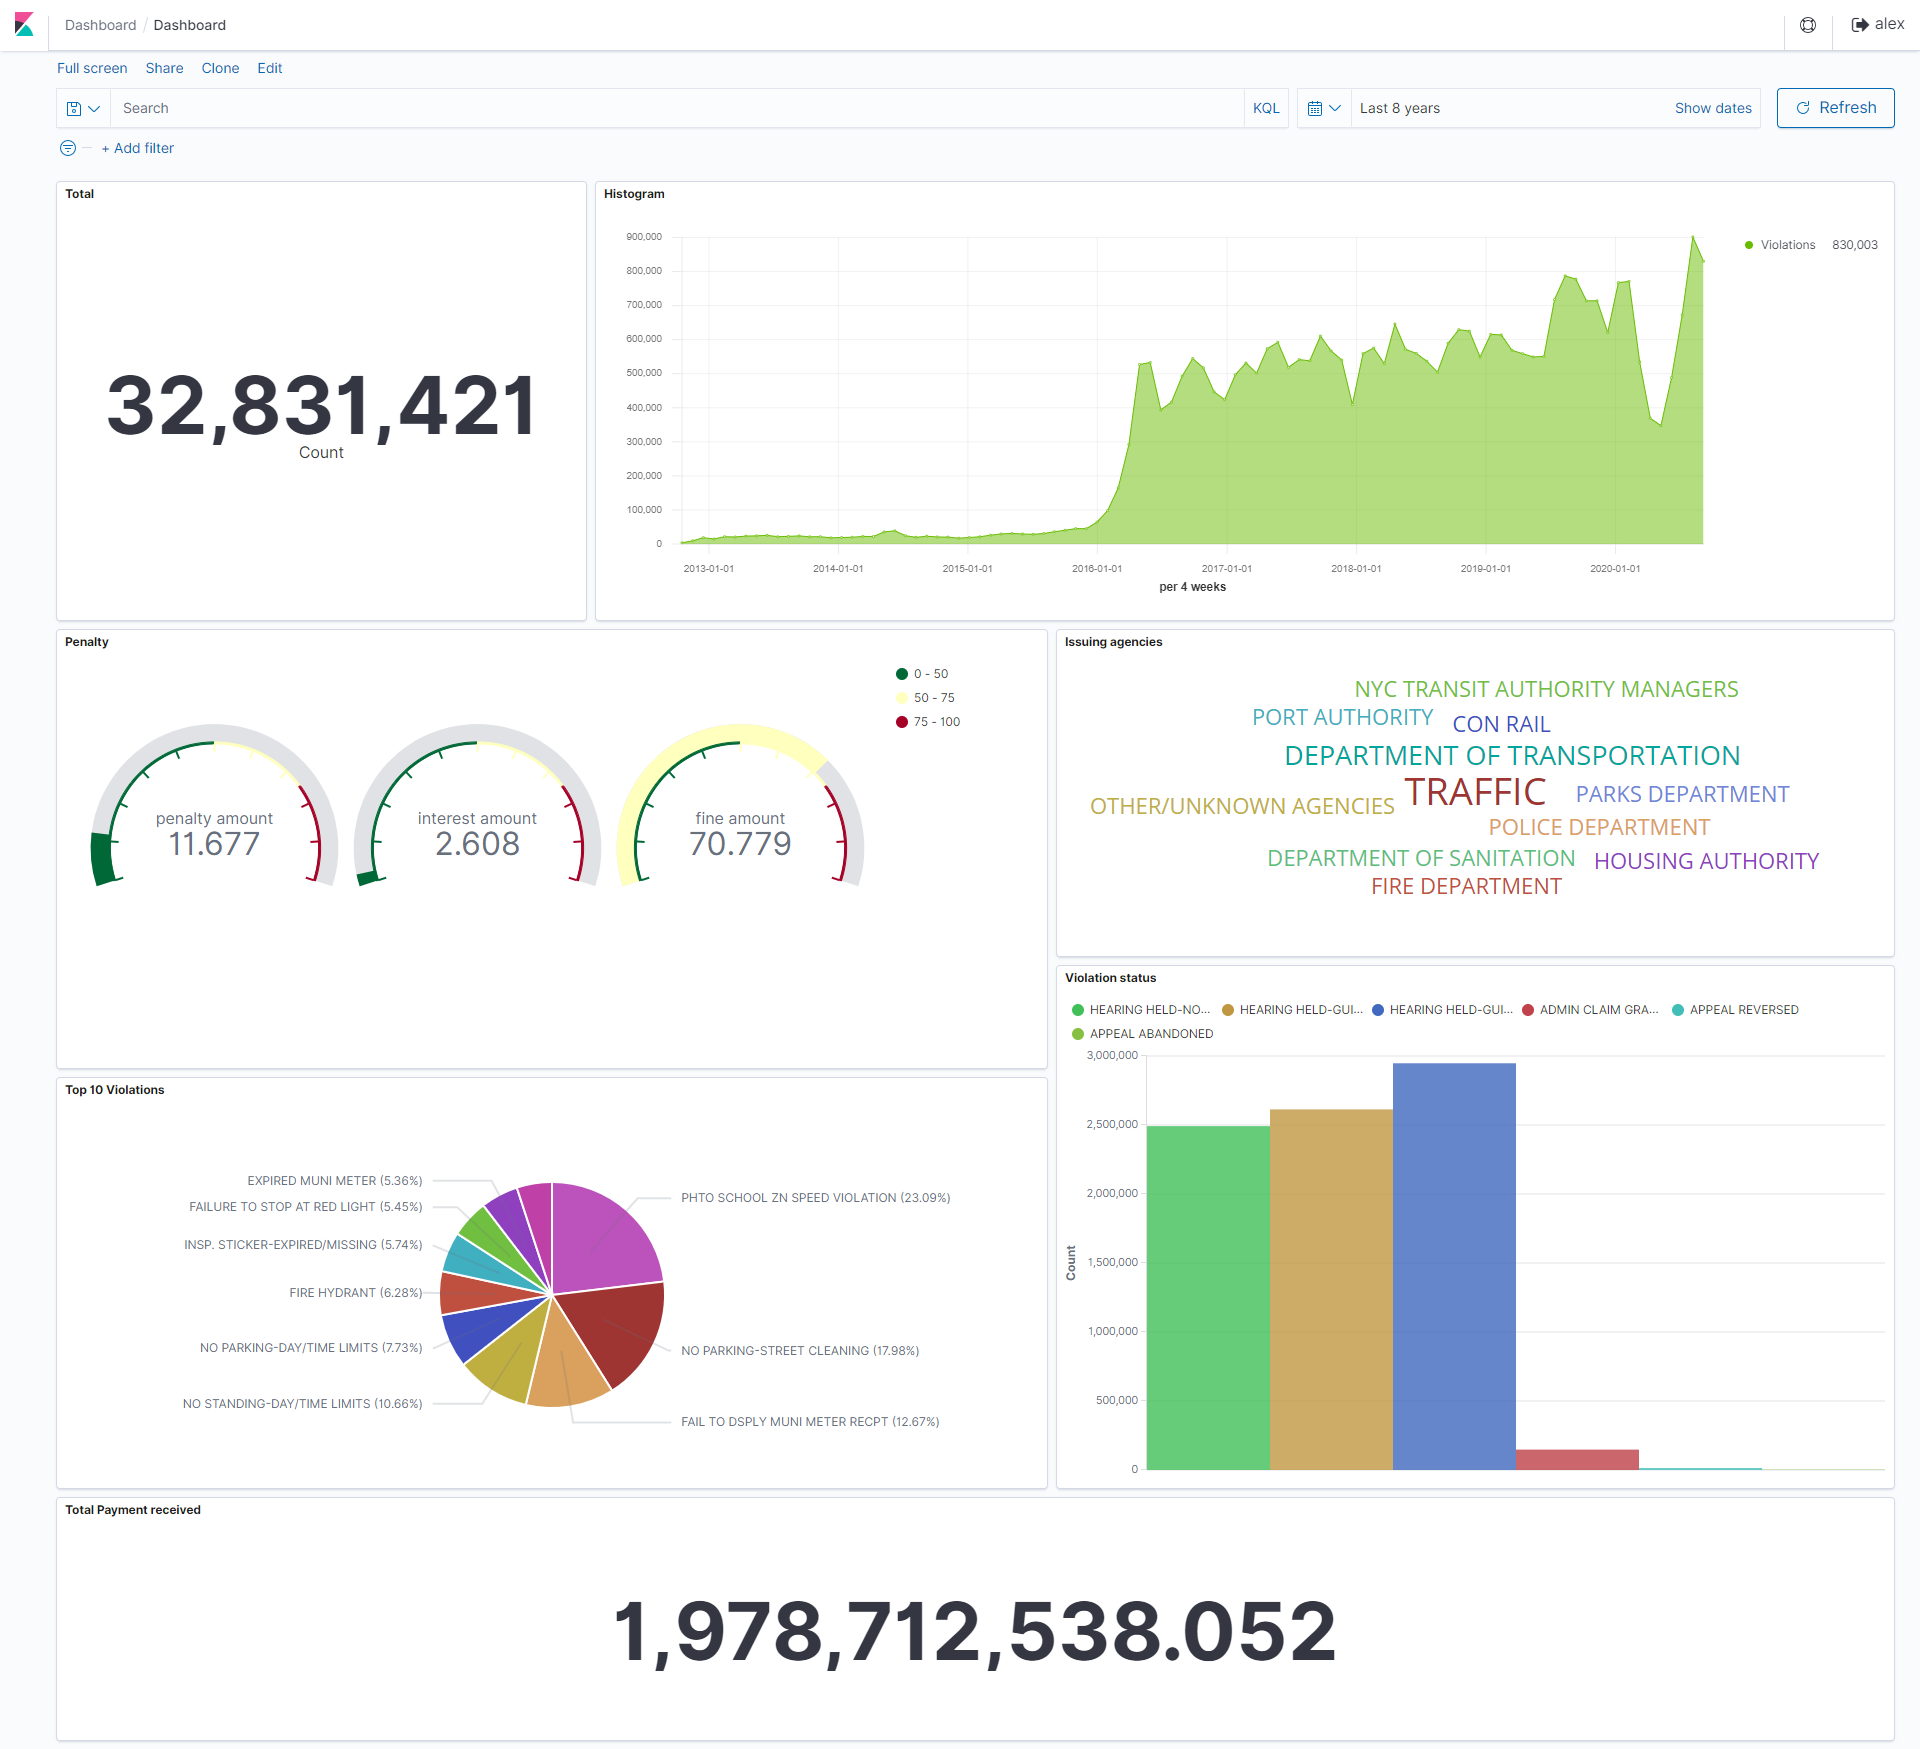 Dashboard / Dashboard
alex
Full screen Share Clone Edit
Search KQL Last 8 years Show dates Refresh
+ Add filter
Total
32,831,421
Count
Histogram
900,000
800,000
700,000
600,000
500,000
400,000
300,000
200,000
100,000
0
2013-01-01 2014-01-01 2015-01-01 2016-01-01 2017-01-01 2018-01-01 2019-01-01 2020-01-01
per 4 weeks
Violations 830,003
Penalty
0 - 50
50 - 75
75 - 100
penalty amount
11.677
interest amount
2.608
fine amount
70.779
Issuing agencies
NYC TRANSIT AUTHORITY MANAGERS
PORT AUTHORITY CON RAIL
DEPARTMENT OF TRANSPORTATION
OTHER/UNKNOWN AGENCIES TRAFFIC PARKS DEPARTMENT
POLICE DEPARTMENT
DEPARTMENT OF SANITATION HOUSING AUTHORITY
FIRE DEPARTMENT
Violation status
HEARING HELD-NO... HEARING HELD-GUI... HEARING HELD-GUI... ADMIN CLAIM GRA... APPEAL REVERSED
APPEAL ABANDONED
3,000,000
2,500,000
2,000,000
1,500,000
1,000,000
500,000
0
Count
Top 10 Violations
EXPIRED MUNI METER (5.36%)
FAILURE TO STOP AT RED LIGHT (5.45%)
INSP. STICKER-EXPIRED/MISSING (5.74%)
FIRE HYDRANT (6.28%)
NO PARKING-DAY/TIME LIMITS (7.73%)
NO STANDING-DAY/TIME LIMITS (10.66%)
PHTO SCHOOL ZN SPEED VIOLATION (23.09%)
NO PARKING-STREET CLEANING (17.98%)
FAIL TO DSPLY MUNI METER RECPT (12.67%)
Total Payment received
1,978,712,538.052